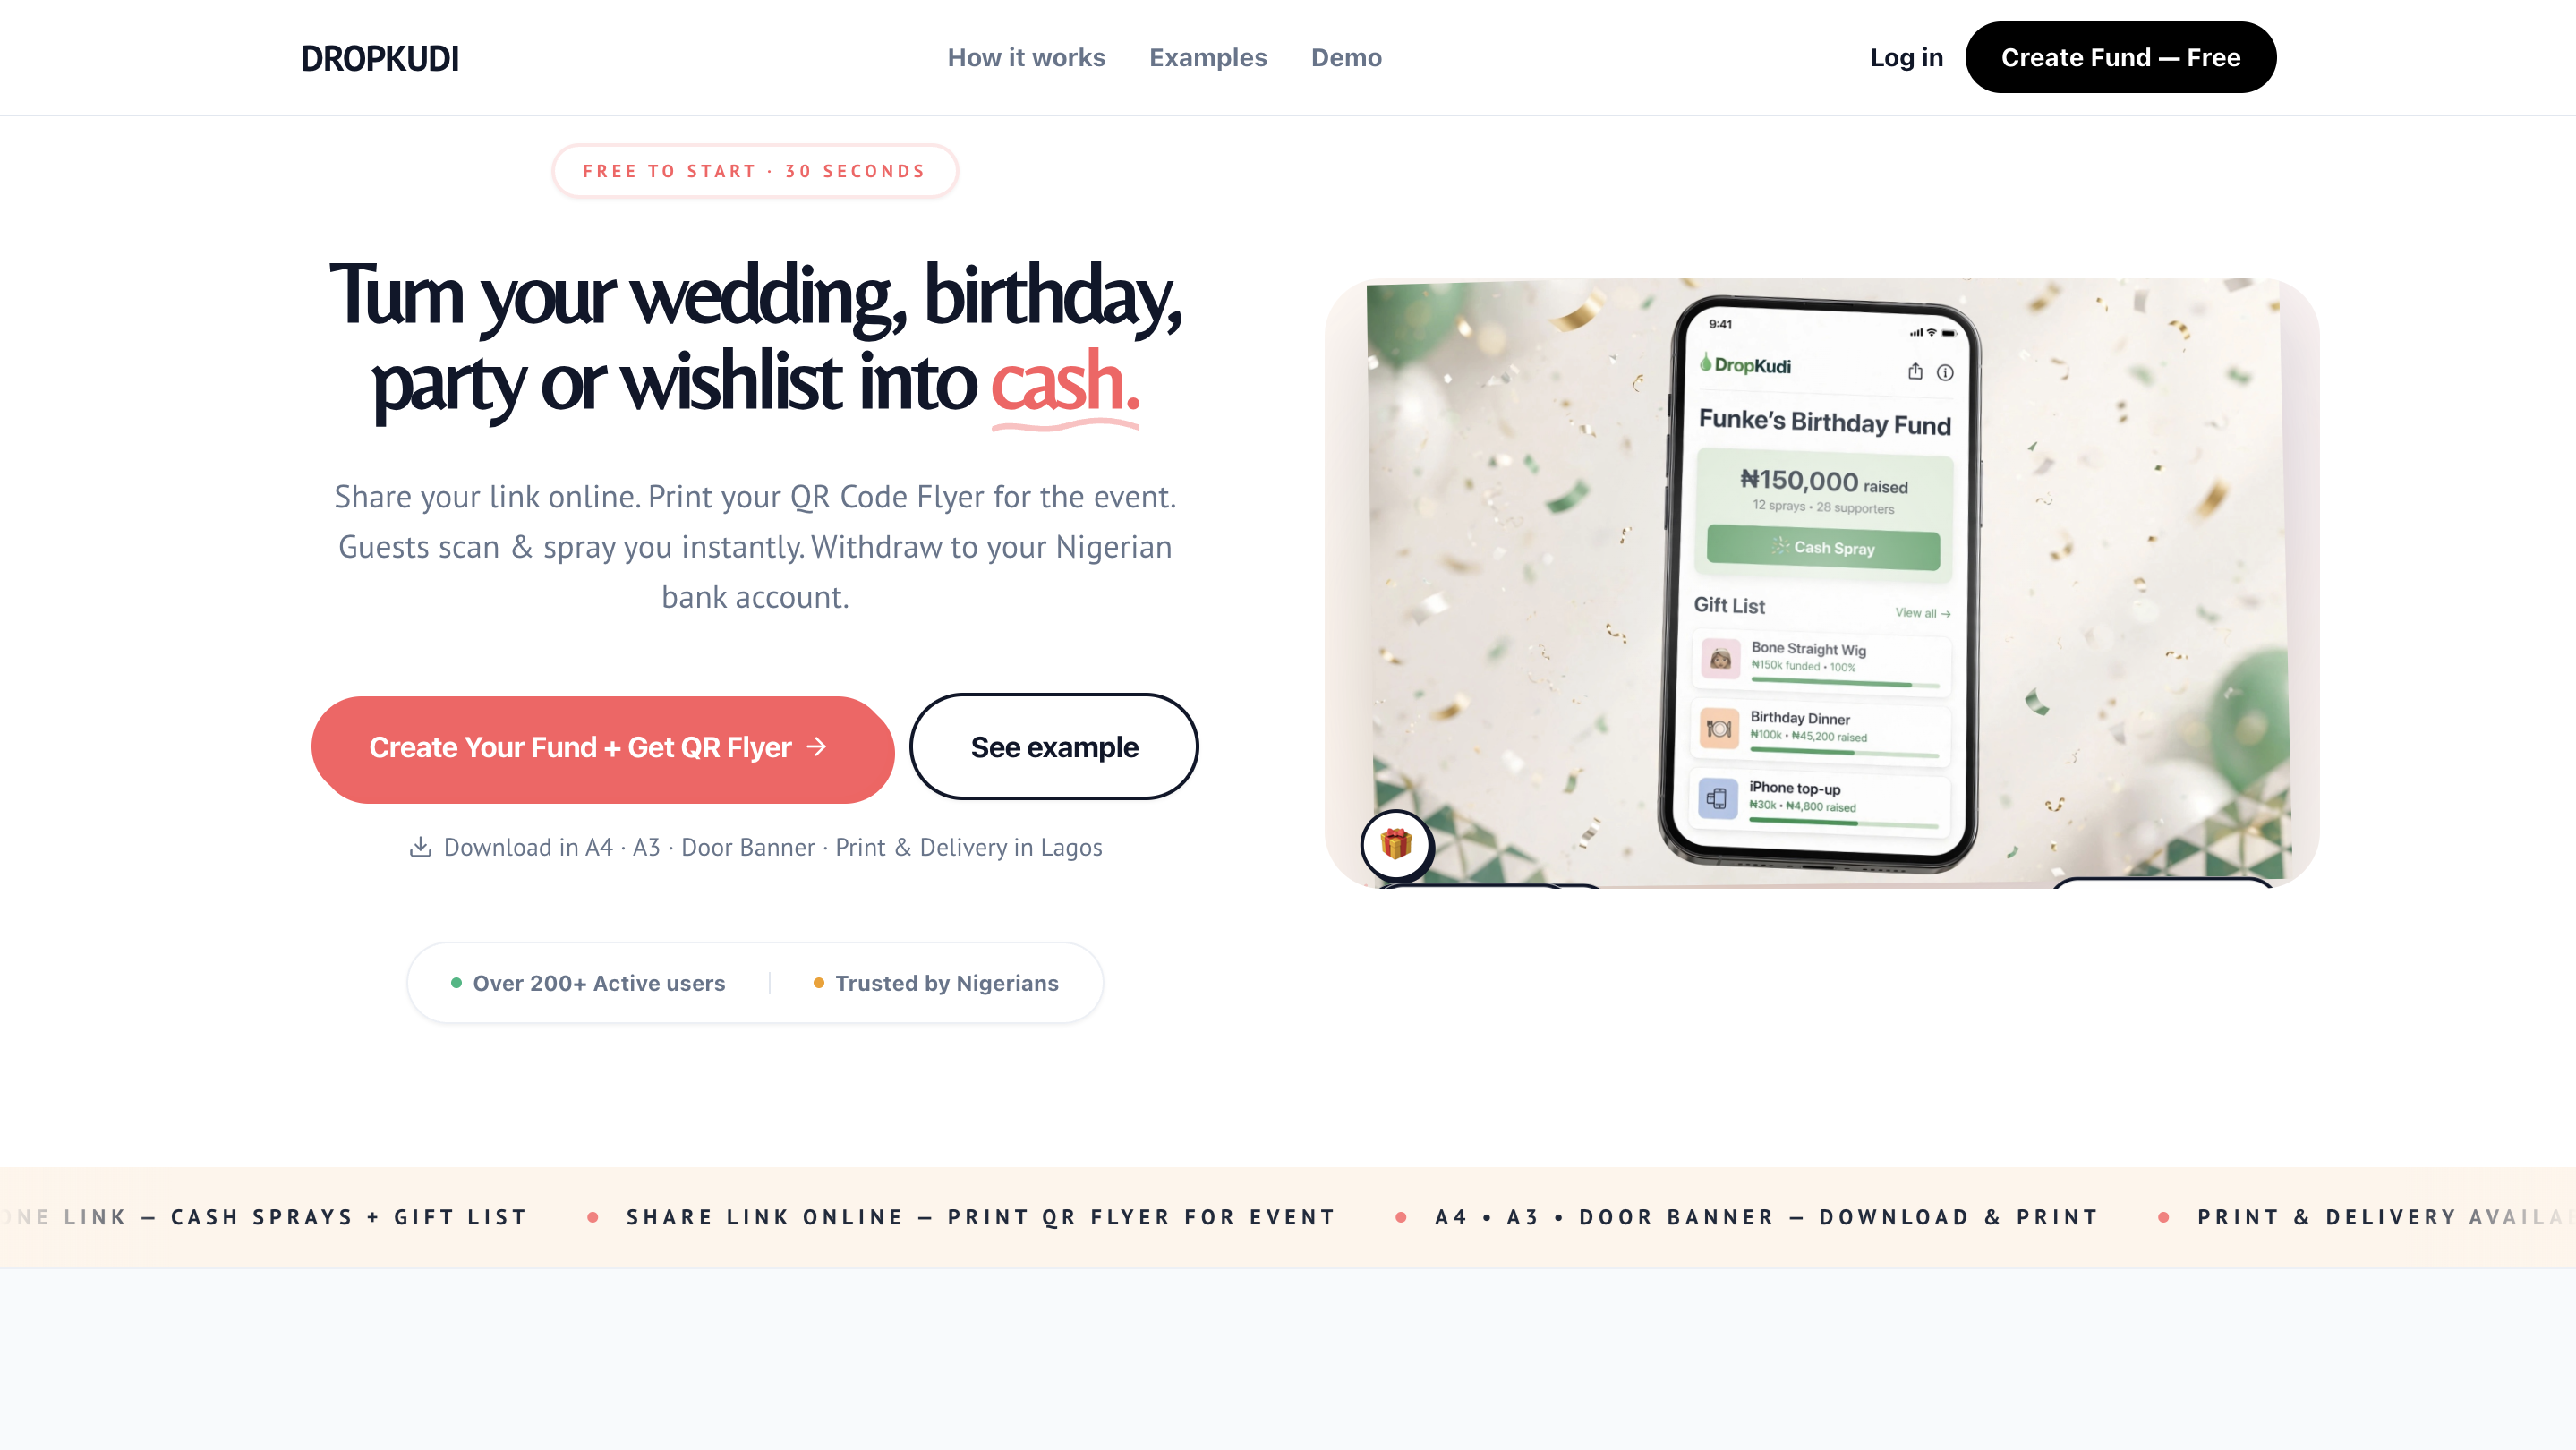 DROPKUDI
How it works
Examples
Demo
Log in
Create Fund — Free
FREE TO START · 30 SECONDS
Turn your wedding, birthday,
party or wishlist into cash.
Share your link online. Print your QR Code Flyer for the event.
Guests scan & spray you instantly. Withdraw to your Nigerian
bank account.
Create Your Fund + Get QR Flyer →
See example
Download in A4 · A3 · Door Banner · Print & Delivery in Lagos
Over 200+ Active users
Trusted by Nigerians
9:41
DropKudi
Funke's Birthday Fund
₦150,000 raised
12 sprays • 28 supporters
Cash Spray
Gift List
View all →
Bone Straight Wig
₦150k funded • 100%
Birthday Dinner
₦100k • ₦45,200 raised
iPhone top-up
₦30k • ₦4,800 raised
ONE LINK — CASH SPRAYS + GIFT LIST • SHARE LINK ONLINE — PRINT QR FLYER FOR EVENT • A4 • A3 • DOOR BANNER — DOWNLOAD & PRINT • PRINT & DELIVERY